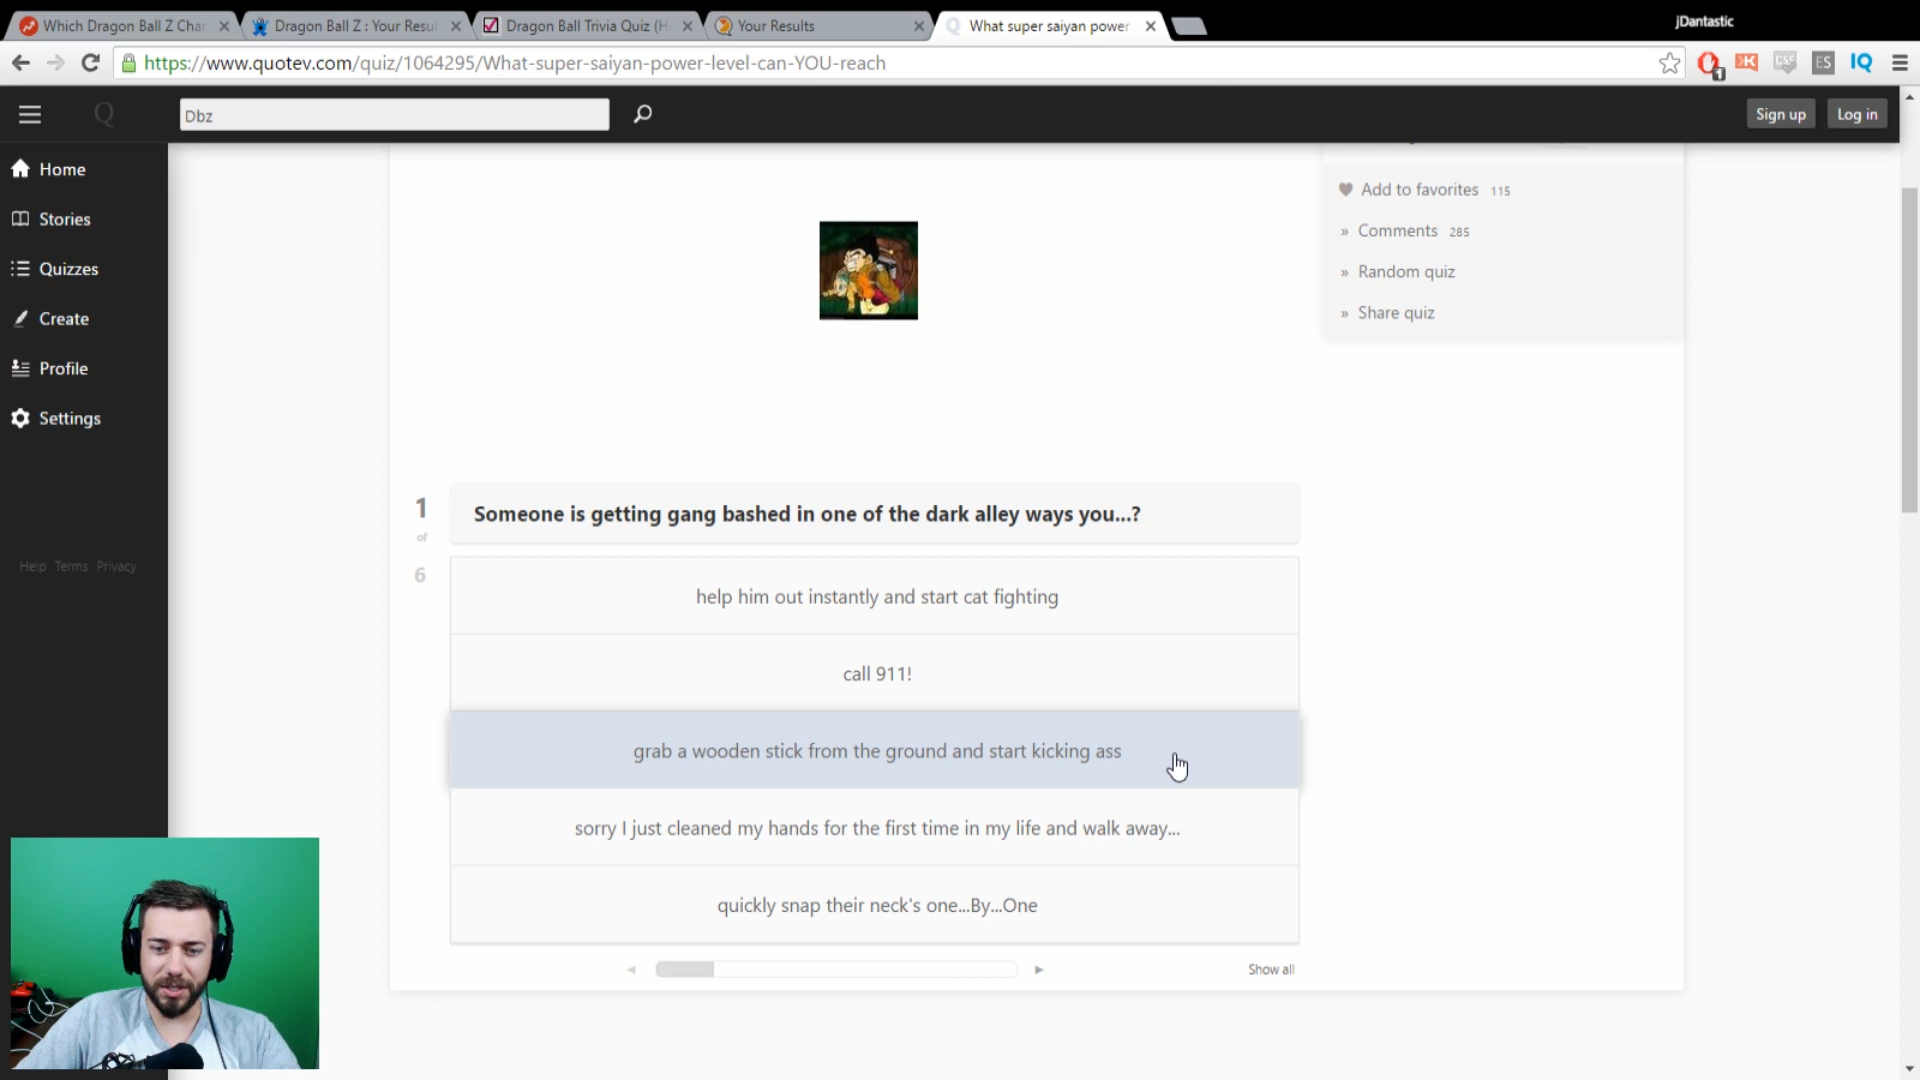 Which Dragon Ball Z Char
Dragon Ball Z : Your Resul
Dragon Ball Trivia Quiz (Ha
Your Results
What super saiyan power
jDantastic
https://www.quotev.com/quiz/1064295/What-super-saiyan-power-level-can-YOU-reach
1
K
CSC
ES
IQ
Q
Dbz
Sign up
Log in
Home
Stories
Quizzes
Create
Profile
Settings
Help Terms Privacy
Add to favorites 115
» Comments 285
» Random quiz
» Share quiz
1
of
6
Someone is getting gang bashed in one of the dark alley ways you...?
help him out instantly and start cat fighting
call 911!
grab a wooden stick from the ground and start kicking ass
sorry I just cleaned my hands for the first time in my life and walk away...
quickly snap their neck's one...By...One
Show all